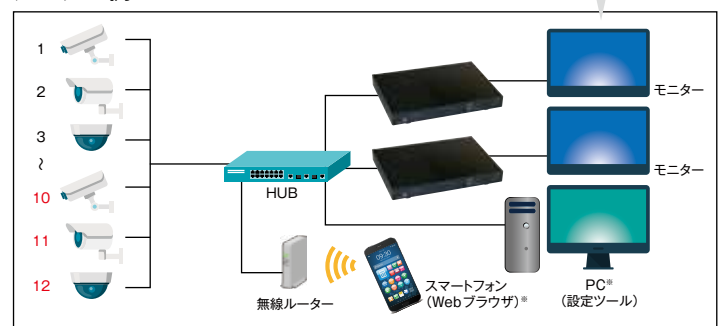 1
2
3
～
10
11
12
HUB
無線ルーター
09:30
スマートフォン
（Webブラウザ）※
モニター
モニター
PC※
（設定ツール）